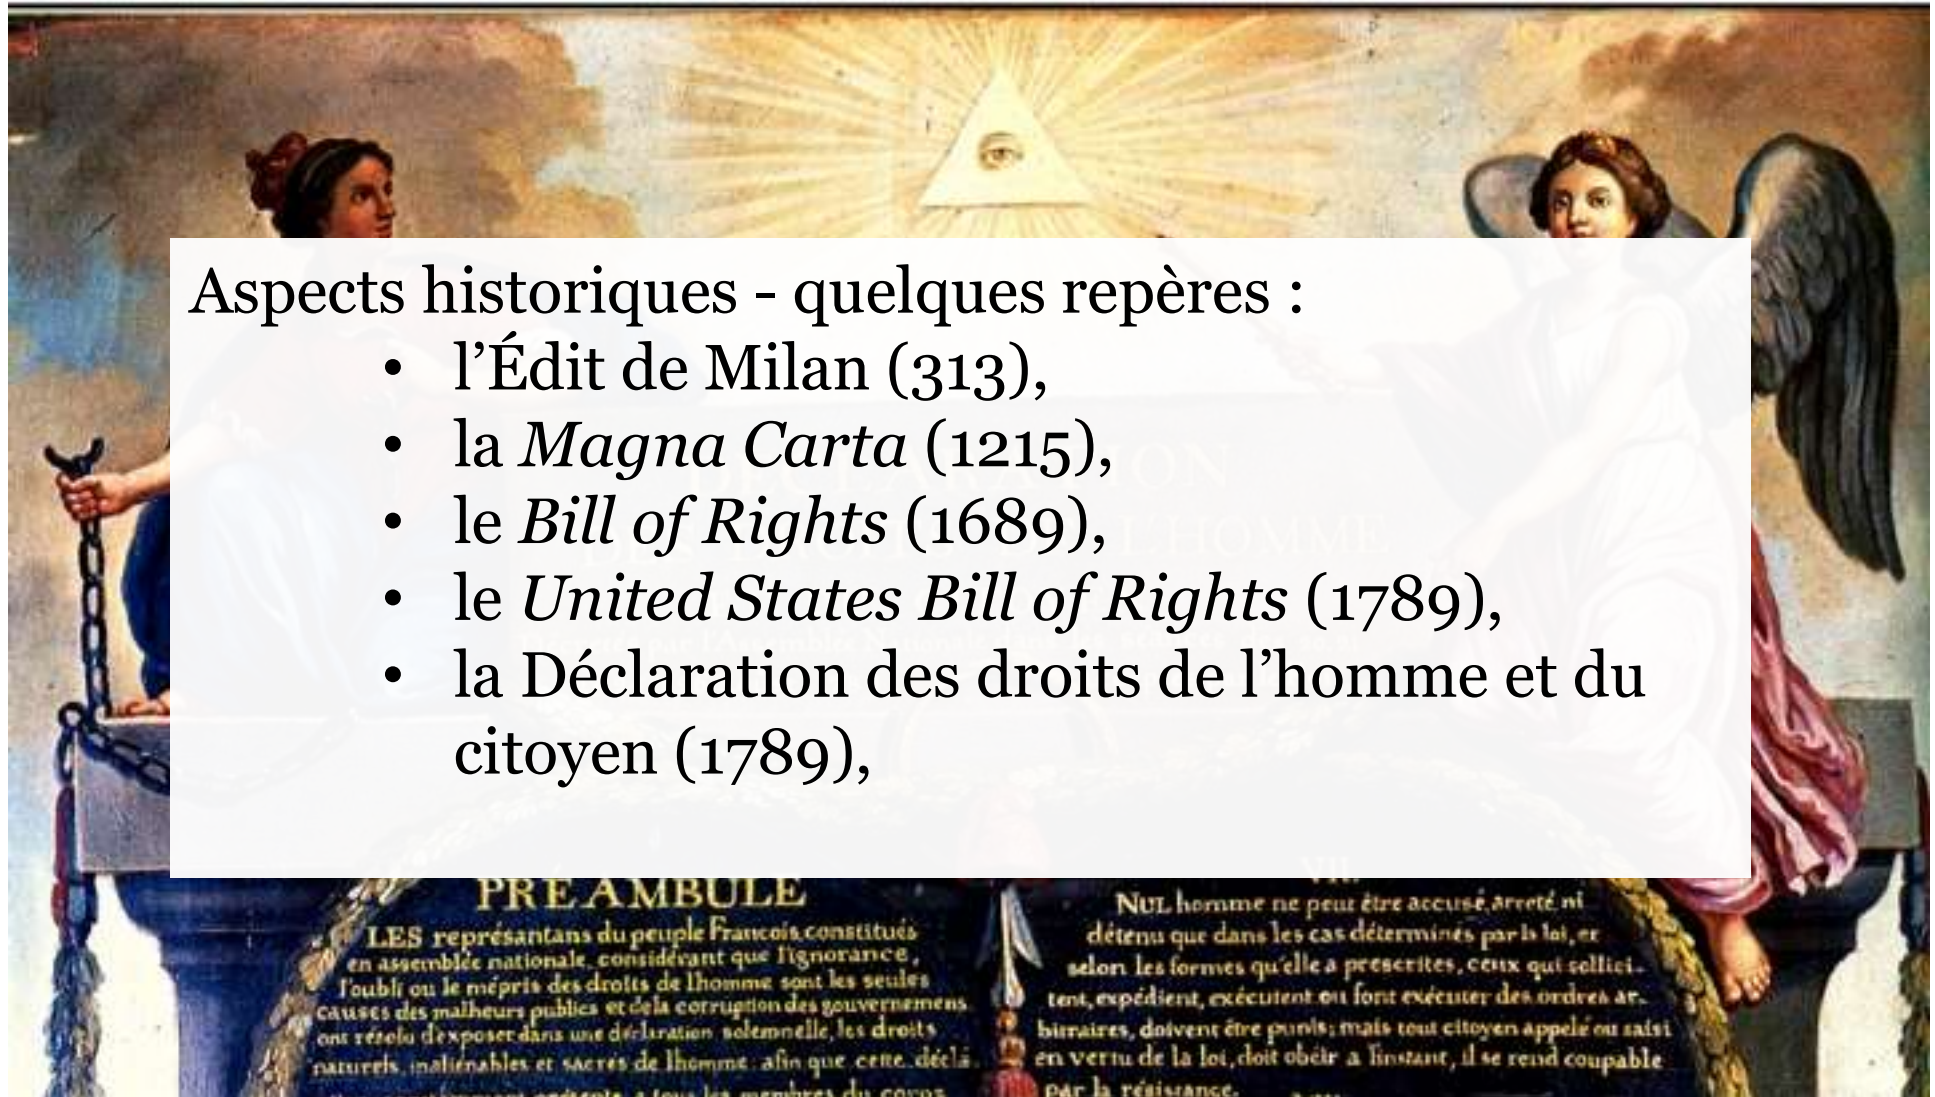 Aspects historiques - quelques repères :
• l’Édit de Milan (313),
• la Magna Carta (1215),
• le Bill of Rights (1689),
• le United States Bill of Rights (1789),
• la Déclaration des droits de l’homme et du
citoyen (1789),
PRÉAMBULE
LES représantans du peuple Francois, constitués
en assemblée nationale, considérant que l'ignorance,
l'oubli ou le mépris des droits de lhomme sont les seules
causes des malheurs publics et de la corruption des gouvernemens
ont résolu d'exposer dans une déclaration solemnelle, les droits
naturels, inaliénables et sacrés de lhomme afin que cette décla
VII.
NUL homme ne peut être accusé, arreté ni
détenu que dans les cas déterminés par la loi, et
selon les formes qu'elle a prescrites, ceux qui sollici-
tent, expédient, exécutent ou font exécuter des ordres ar-
bitraires, doivent être punis; mais tout citoyen appelé ou saisi
en vertu de la loi, doit obéir a l'instant, il se rend coupable
par la résistance.